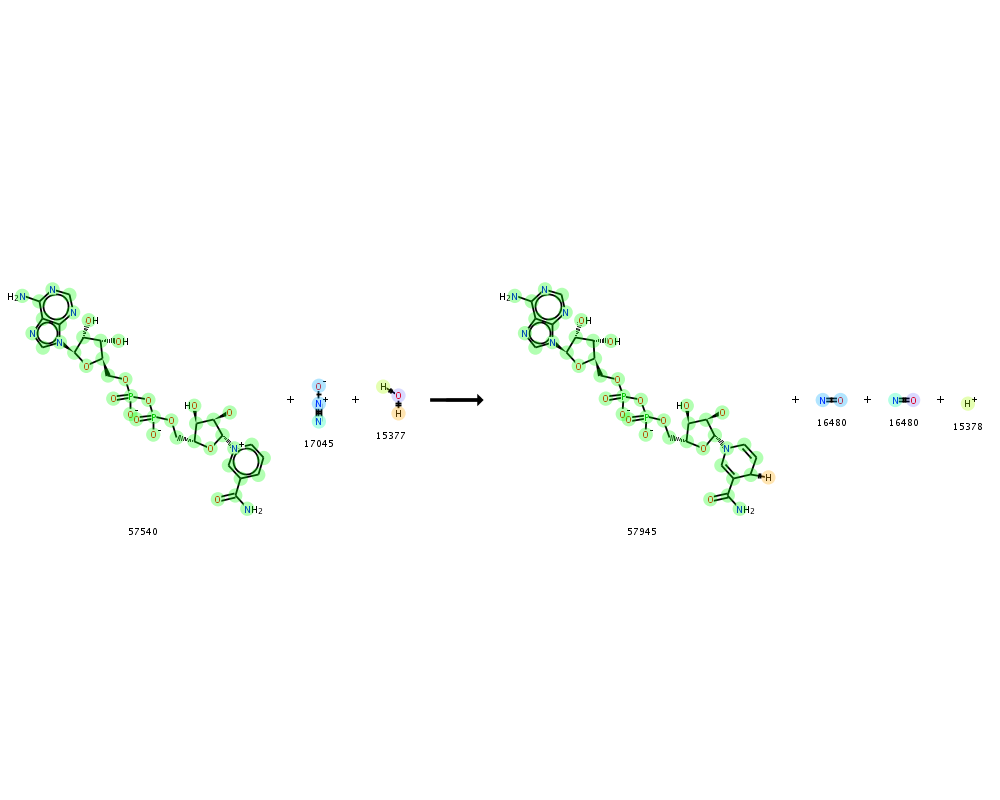 H₂N N N N N O OH OH O O P O⁻ O O P O⁻ O HO O O N⁺ O NH₂
57540
+
O⁻ N⁺ N
17045
+
H O H
15377
H₂N N N N N OH OH O O O P O⁻ O O P O⁻ O HO O O N H O NH₂
57945
+
N O
16480
+
N O
16480
+
H⁺
15378